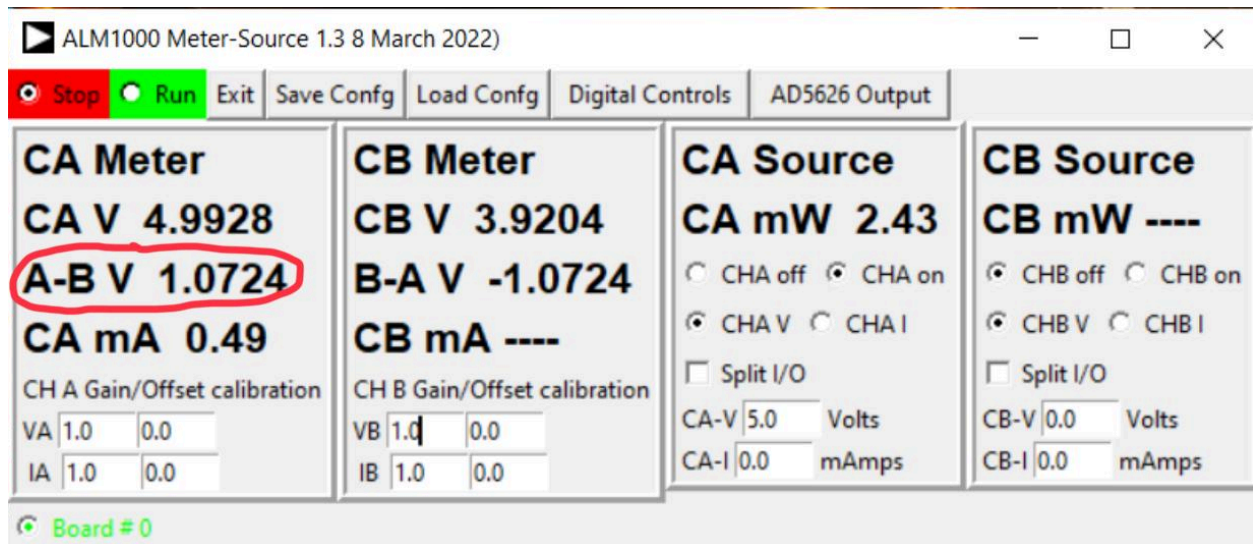 ALM1000 Meter-Source 1.3 8 March 2022)
Stop Run Exit Save Confg Load Confg Digital Controls AD5626 Output
CA Meter
CA V 4.9928
A-B V 1.0724
CA mA 0.49
CH A Gain/Offset calibration
VA 1.0 0.0
IA 1.0 0.0
CB Meter
CB V 3.9204
B-A V -1.0724
CB mA ----
CH B Gain/Offset calibration
VB 1.0 0.0
IB 1.0 0.0
CA Source
CA mW 2.43
CHA off CHA on
CHA V CHA I
Split I/O
CA-V 5.0 Volts
CA-I 0.0 mAmps
CB Source
CB mW ----
CHB off CHB on
CHB V CHB I
Split I/O
CB-V 0.0 Volts
CB-I 0.0 mAmps
Board # 0